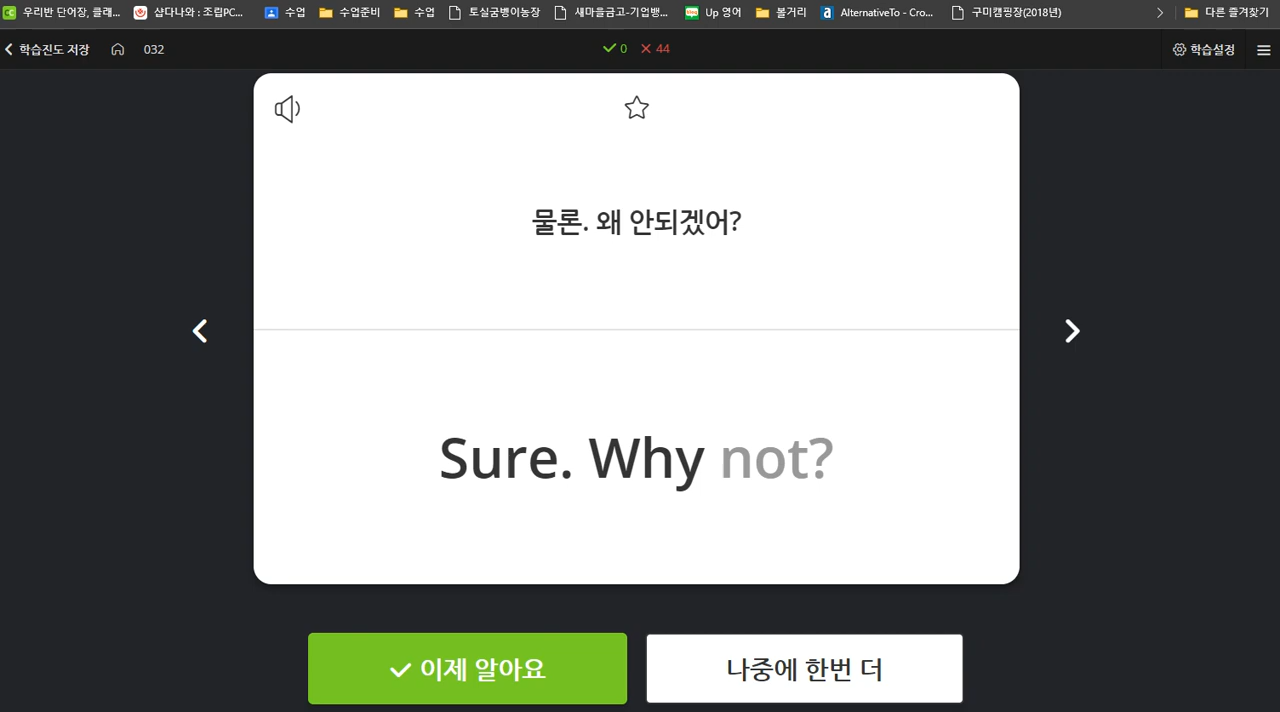 우리반 단어장, 클래... 샵다나와 : 조립PC... 수업 수업준비 수업 토실굼벵이농장 새마을금고-기업뱅... Up 영어 볼거리 AlternativeTo - Cro... 구미캠핑장(2018년) 다른 즐겨찾기
학습진도 저장 032 0 44 학습설정
물론. 왜 안되겠어?
Sure. Why not?
이제 알아요 나중에 한번 더